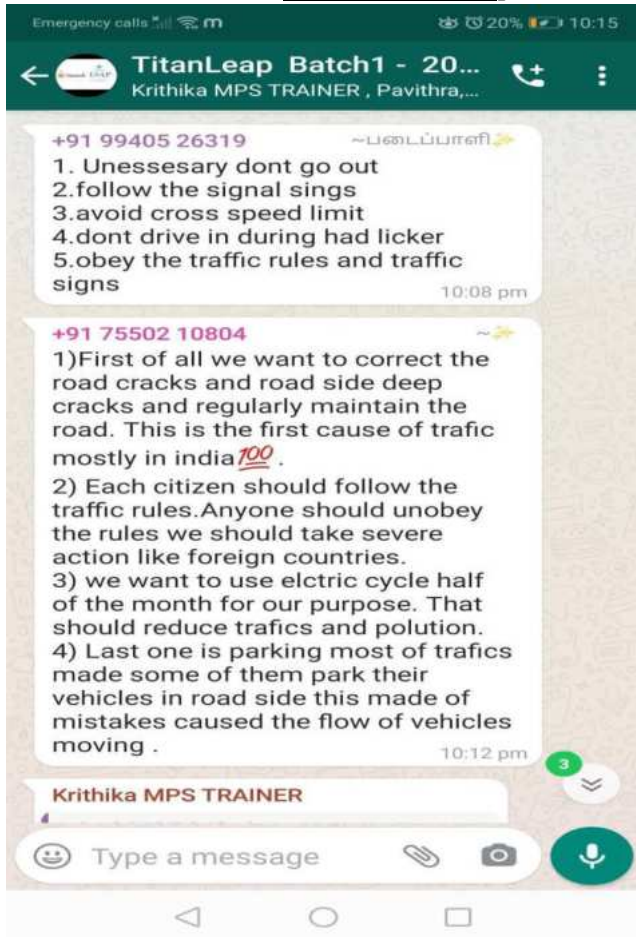 Emergency calls m 20% 10:15
TitanLeap Batch1 - 20...
Krithika MPS TRAINER , Pavithra,...
+91 99405 26319 ~படைப்பாளி✨
1. Unessesary dont go out
2.follow the signal sings
3.avoid cross speed limit
4.dont drive in during had licker
5.obey the traffic rules and traffic
signs
10:08 pm
+91 75502 10804 ~✨
1)First of all we want to correct the
road cracks and road side deep
cracks and regularly maintain the
road. This is the first cause of trafic
mostly in india💯 .
2) Each citizen should follow the
traffic rules.Anyone should unobey
the rules we should take severe
action like foreign countries.
3) we want to use elctric cycle half
of the month for our purpose. That
should reduce trafics and polution.
4) Last one is parking most of trafics
made some of them park their
vehicles in road side this made of
mistakes caused the flow of vehicles
moving .
10:12 pm
3
Krithika MPS TRAINER
Type a message